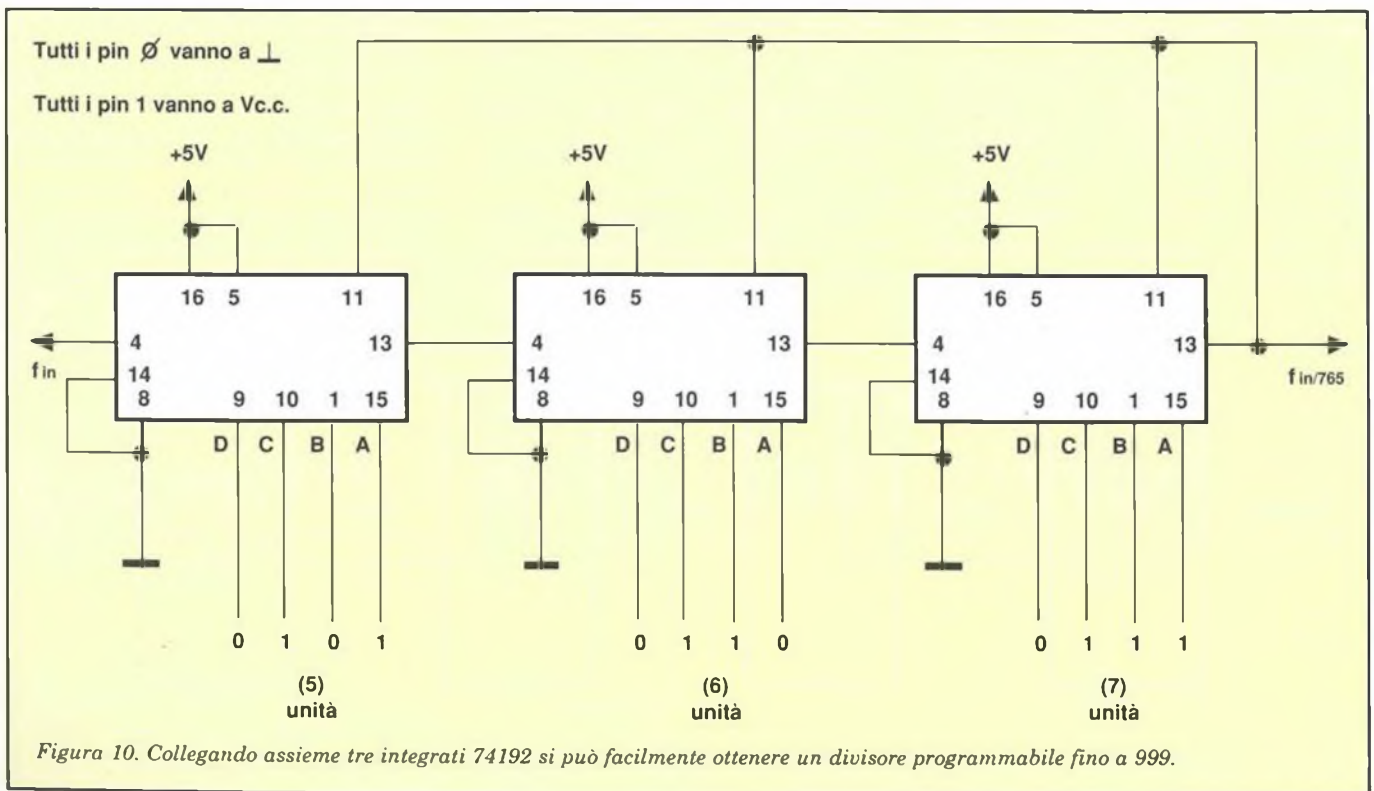 Tutti i pin Ø vanno a ⊥
Tutti i pin 1 vanno a Vc.c.
+5V +5V +5V
16 5 11 16 5 11 16 5 11
4 13 4 13 4 13
f in 14 14 14 f in/765
8 9 10 1 15 8 9 10 1 15 8 9 10 1 15
D C B A D C B A D C B A
0 1 0 1 0 1 1 0 0 1 1 1
(5) (6) (7)
unità unità unità
Figura 10. Collegando assieme tre integrati 74192 si può facilmente ottenere un divisore programmabile fino a 999.